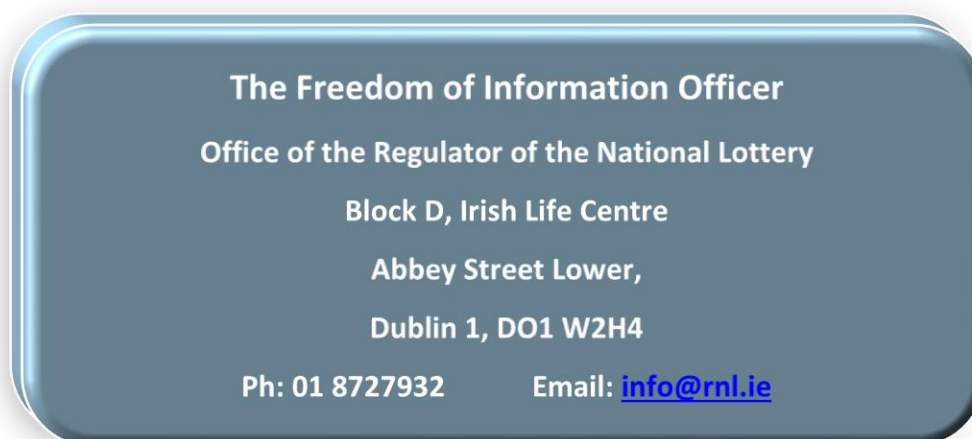 The Freedom of Information Officer
Office of the Regulator of the National Lottery
Block D, Irish Life Centre
Abbey Street Lower,
Dublin 1, DO1 W2H4
Ph: 01 8727932 Email: info@rnl.ie